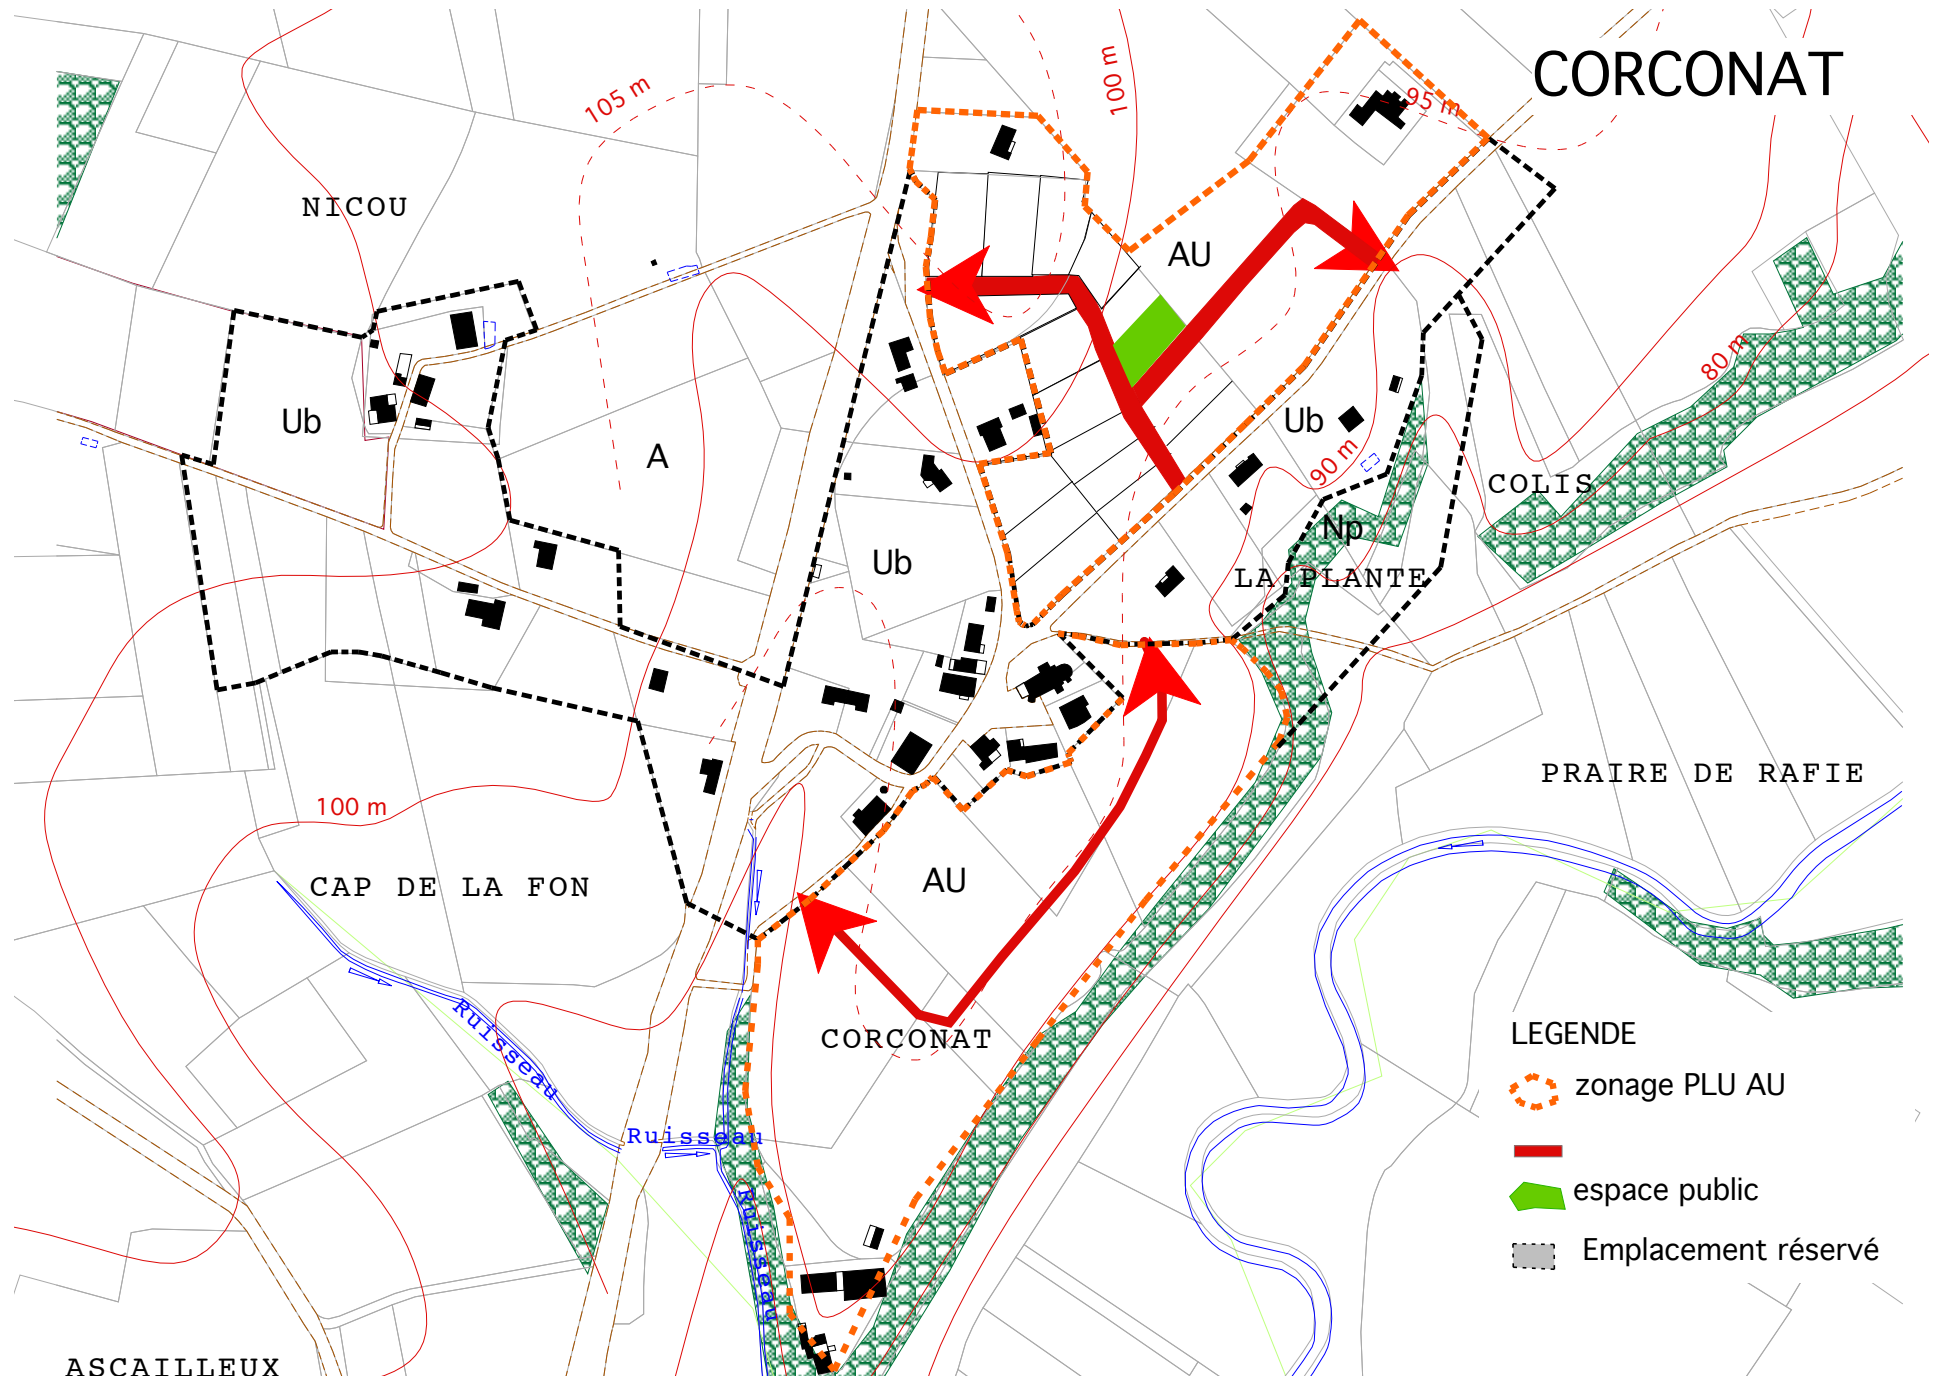 CORCONAT
105 m
100 m
95 m
NICOU
AU
Ub
A
Ub
90 m
80 m
COLIS
Np
Ub
LA PLANTE
PRAIRE DE RAFIE
100 m
CAP DE LA FON
AU
Ruisseau
CORCONAT
Ruisseau
Ruisseau
ASCAILLEUX
LEGENDE
zonage PLU AU
espace public
Emplacement réservé